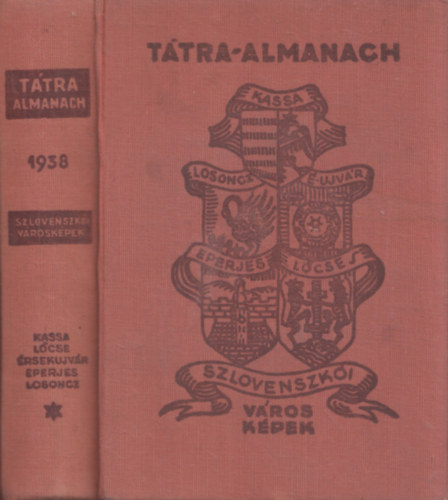 TÁTRA
ALMANACH
1938
SZLOVENSZKÓI
VÁROSKÉPEK
KASSA
LŐCSE
ÉRSEKUJVÁR
EPERJES
LOSONCZ
TÁTRA-ALMANACH
KASSA
LOSONCZ
É-UJVÁR
EPERJES
LŐCSE
SZLOVENSZKÓI
VÁROS
KÉPEK